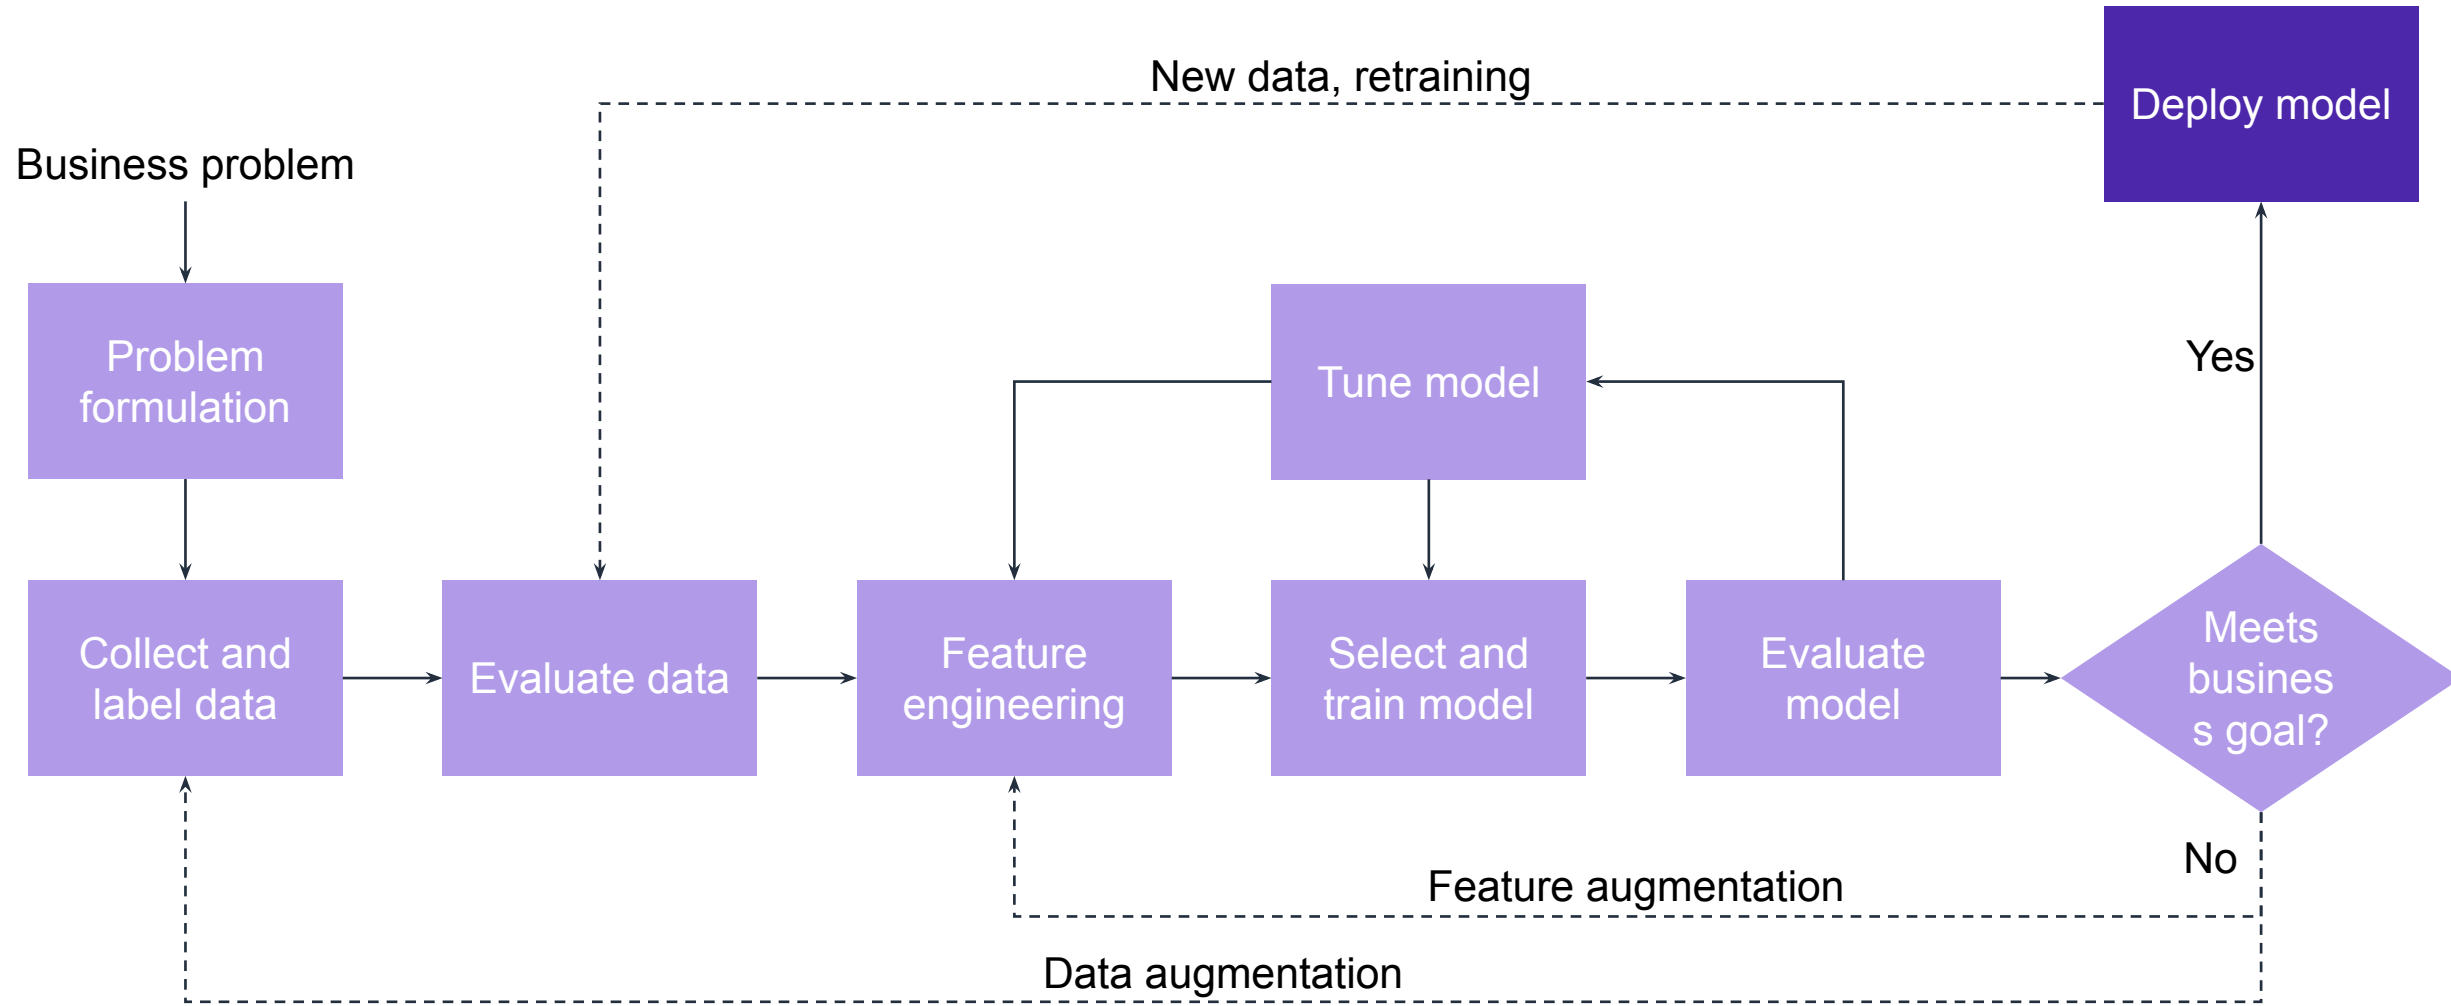 New data, retraining
Deploy model
Business problem
Problem
formulation
Tune model
Yes
Collect and
label data
Evaluate data
Feature
engineering
Select and
train model
Evaluate
model
Meets
busines
s goal?
No
Feature augmentation
Data augmentation